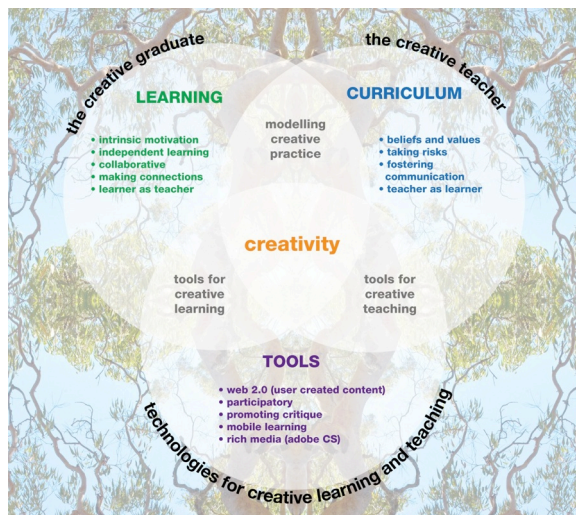 the creative graduate
the creative teacher
LEARNING
CURRICULUM
modelling
creative
practice
• intrinsic motivation
• independent learning
• collaborative
• making connections
• learner as teacher
• beliefs and values
• taking risks
• fostering
communication
• teacher as learner
creativity
tools for
creative
learning
tools for
creative
teaching
TOOLS
• web 2.0 (user created content)
• participatory
• promoting critique
• mobile learning
• rich media (adobe CS)
technologies for creative learning and teaching